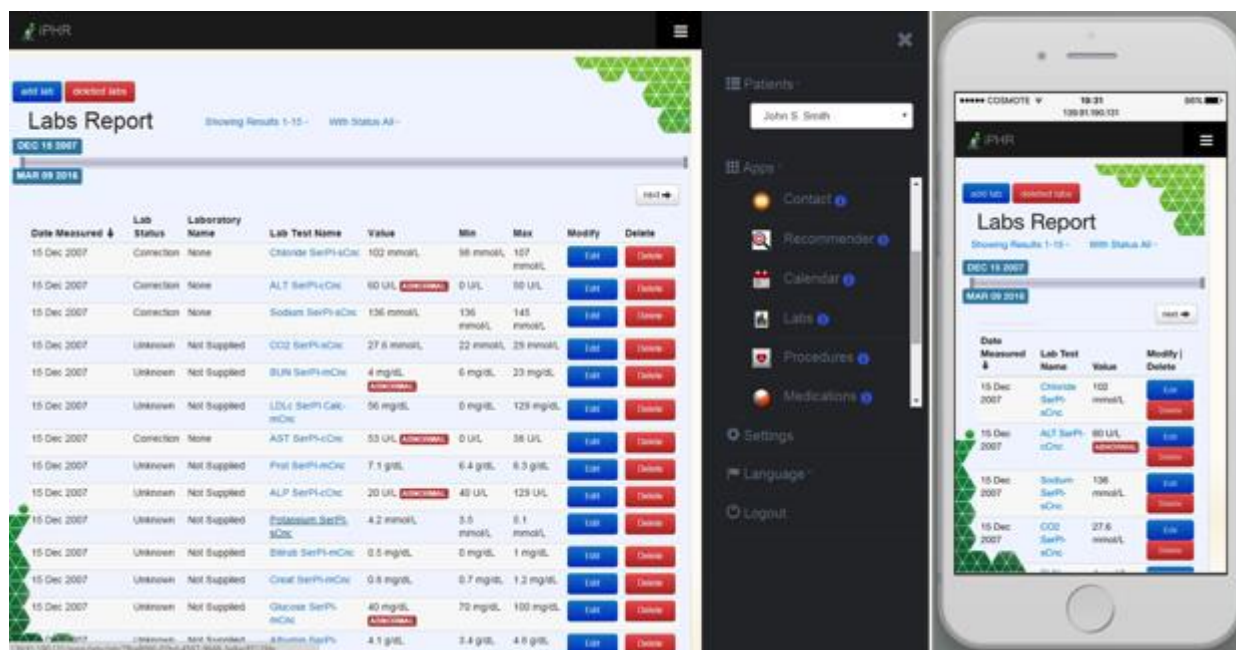 iPHR
add lab deleted labs
Labs Report Showing Results 1-15 - With Status All -
DEC 15 2007
MAR 09 2016
next
Date Measured Lab Status Laboratory Name Lab Test Name Value Min Max Modify Delete
15 Dec 2007 Correction None Chloride SerPl-sCnc 102 mmol/L 98 mmol/L 107 mmol/L Edit Delete
15 Dec 2007 Correction None ALT SerPl-cCnc 60 U/L ABNORMAL 0 U/L 50 U/L Edit Delete
15 Dec 2007 Correction None Sodium SerPl-sCnc 136 mmol/L 136 mmol/L 145 mmol/L Edit Delete
15 Dec 2007 Unknown Not Supplied CO2 SerPl-sCnc 27.6 mmol/L 22 mmol/L 29 mmol/L Edit Delete
15 Dec 2007 Unknown Not Supplied BUN SerPl-mCnc 4 mg/dL ABNORMAL 6 mg/dL 23 mg/dL Edit Delete
15 Dec 2007 Unknown Not Supplied LDLc SerPl Calc-mCnc 56 mg/dL 0 mg/dL 129 mg/dL Edit Delete
15 Dec 2007 Correction None AST SerPl-cCnc 53 U/L ABNORMAL 0 U/L 38 U/L Edit Delete
15 Dec 2007 Unknown Not Supplied Prot SerPl-mCnc 7.1 g/dL 6.4 g/dL 8.3 g/dL Edit Delete
15 Dec 2007 Unknown Not Supplied ALP SerPl-cCnc 20 U/L ABNORMAL 40 U/L 129 U/L Edit Delete
15 Dec 2007 Unknown Not Supplied Potassium SerPl-sCnc 4.2 mmol/L 3.5 mmol/L 5.1 mmol/L Edit Delete
15 Dec 2007 Unknown Not Supplied Bilirub SerPl-mCnc 0.5 mg/dL 0 mg/dL 1 mg/dL Edit Delete
15 Dec 2007 Unknown Not Supplied Creat SerPl-mCnc 0.8 mg/dL 0.7 mg/dL 1.2 mg/dL Edit Delete
15 Dec 2007 Unknown Not Supplied Glucose SerPl-mCnc 40 mg/dL ABNORMAL 70 mg/dL 100 mg/dL Edit Delete
Unknown Not Supplied Albumin SerPl- 4.1 g/dL 3.4 g/dL 4.8 g/dL Edit Delete
Patients
John S. Smith
Apps
Contact
Recommender
Calendar
Labs
Procedures
Medications
Settings
Language
Logout
COSMOTE 10:31
139.91.190.131
iPHR
add lab deleted labs
Labs Report
Showing Results 1-15 - With Status All -
DEC 15 2007
MAR 09 2016
next
Date Measured Lab Test Name Value Modify | Delete
15 Dec 2007 Chloride SerPl-sCnc 102 mmol/L Edit Delete
15 Dec 2007 ALT SerPl-cCnc 60 U/L ABNORMAL Edit Delete
15 Dec 2007 Sodium SerPl-sCnc 136 mmol/L Edit Delete
15 Dec 2007 CO2 SerPl-sCnc 27.6 mmol/L Edit Delete